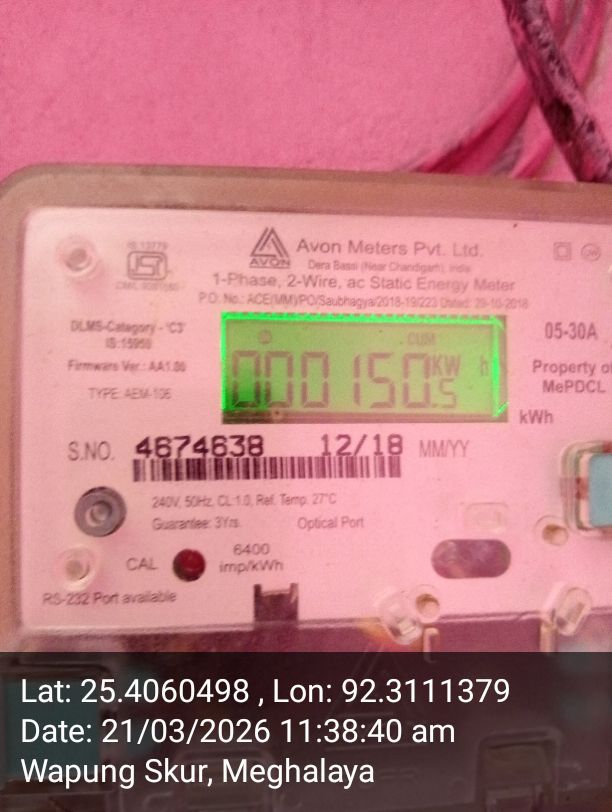 IS 13779
ISI
Avon Meters Pvt. Ltd.
AVON
Dera Bassi (Near Chandigarh), India
1-Phase, 2-Wire, ac Static Energy Meter
P.O. No.: ACE(MM)/PO/Saubhagya/2018-19/223 Dated: 29-10-2018
DLMS-Category - 'C3'
IS:15959
Firmware Ver.: AA1.00
TYPE: AEM-106
CUM
000150.5 KW h
05-30A
Property of
MePDCL
kWh
S.NO. 4674638 12/18 MM/YY
240V, 50Hz, CL 1.0, Ref. Temp. 27°C
Guarantee: 3Yrs. Optical Port
CAL
6400
imp/kWh
RS-232 Port available
Lat: 25.4060498 , Lon: 92.3111379
Date: 21/03/2026 11:38:40 am
Wapung Skur, Meghalaya